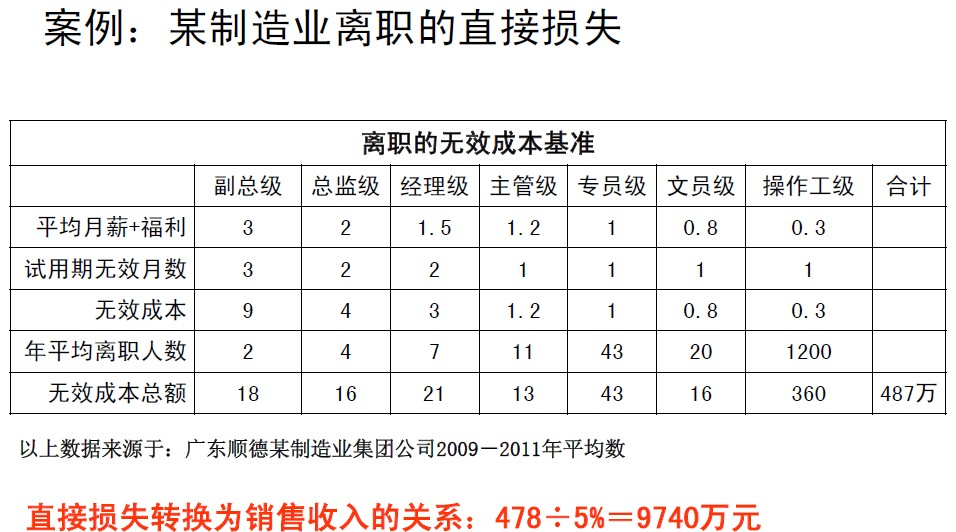 案例：某制造业离职的直接损失
离职的无效成本基准
副总级 总监级 经理级 主管级 专员级 文员级 操作工级 合计
平均月薪+福利 3 2 1.5 1.2 1 0.8 0.3
试用期无效月数 3 2 2 1 1 1 1
无效成本 9 4 3 1.2 1 0.8 0.3
年平均离职人数 2 4 7 11 43 20 1200
无效成本总额 18 16 21 13 43 16 360 487万
以上数据来源于：广东顺德某制造业集团公司2009－2011年平均数
直接损失转换为销售收入的关系：478÷5%＝9740万元